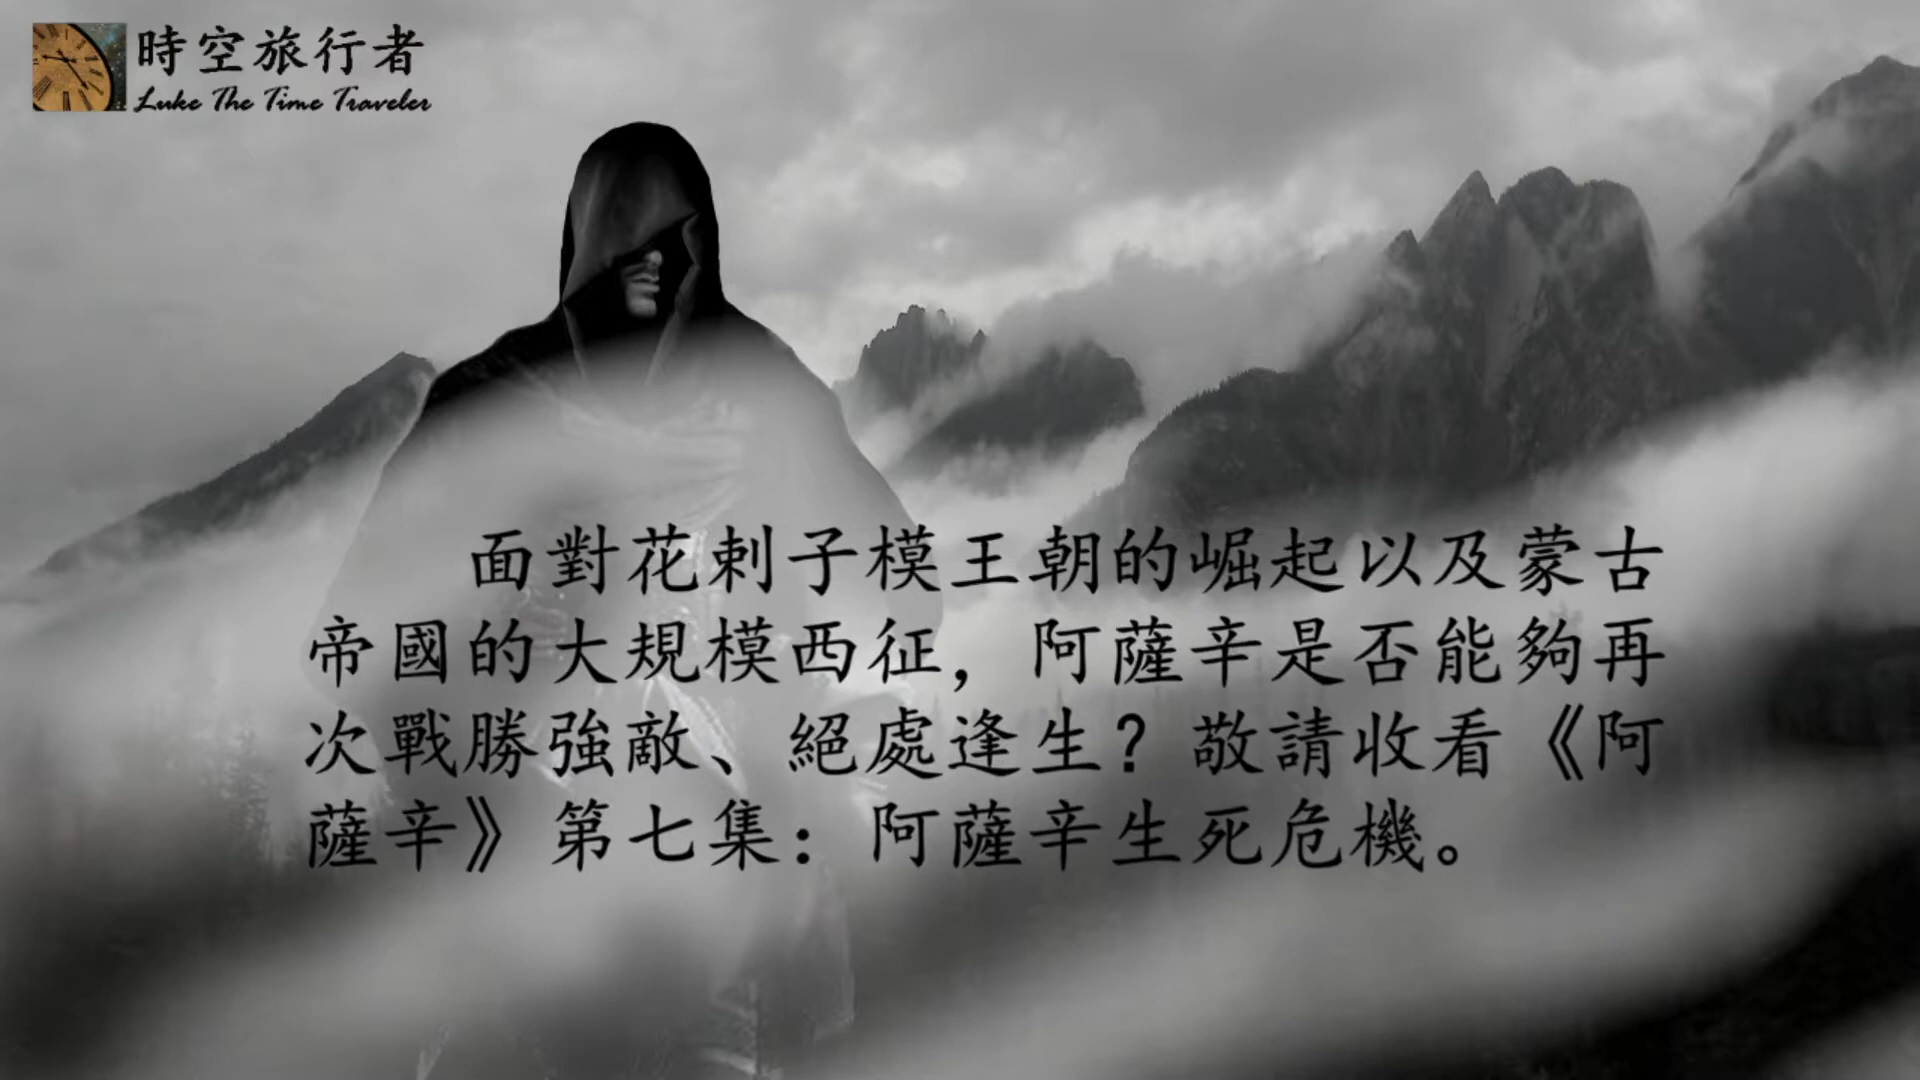 時空旅行者
Luke The Time Traveler
面對花剌子模王朝的崛起以及蒙古
帝國的大規模西征，阿薩辛是否能夠再
次戰勝強敵、絕處逢生？敬請收看《阿
薩辛》第七集：阿薩辛生死危機。